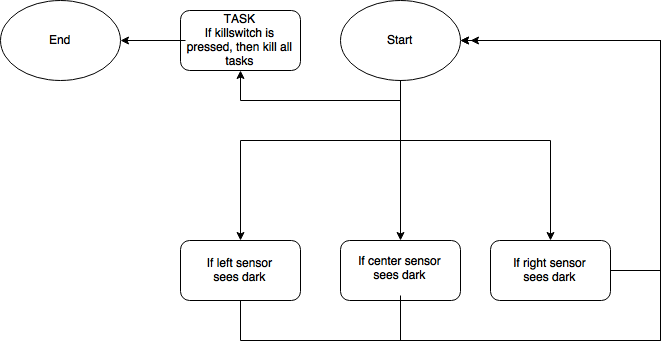 End
TASK
If killswitch is
pressed, then kill all
tasks
Start
If left sensor
sees dark
If center sensor
sees dark
If right sensor
sees dark